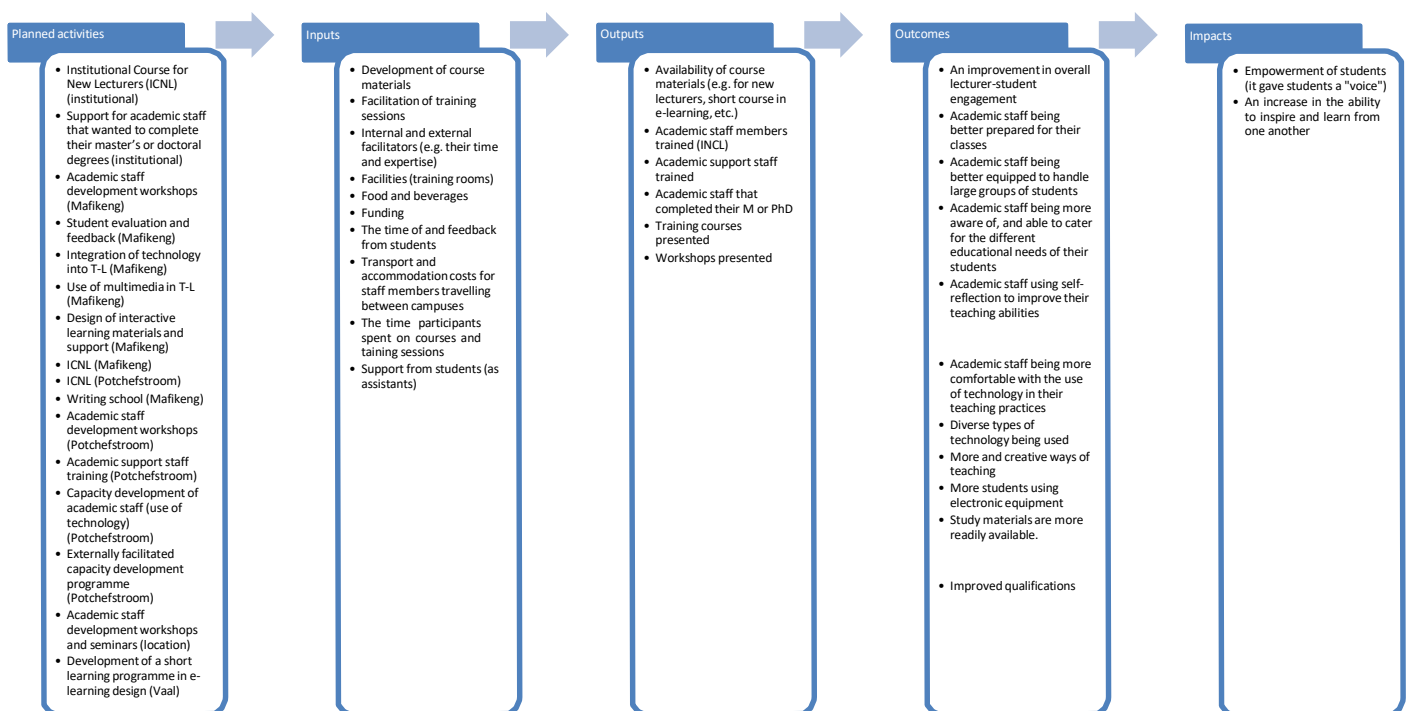 Planned activities
• Institutional Course for
New Lecturers (ICNL)
(institutional)
• Support for academic staff
that wanted to complete
their master's or doctoral
degrees (institutional)
• Academic staff
development workshops
(Mafikeng)
• Student evaluation and
feedback (Mafikeng)
• Integration of technology
into T-L (Mafikeng)
• Use of multimedia in T-L
(Mafikeng)
• Design of interactive
learning materials and
support (Mafikeng)
• ICNL (Mafikeng)
• ICNL (Potchefstroom)
• Writing school (Mafikeng)
• Academic staff
development workshops
(Potchefstroom)
• Academic support staff
training (Potchefstroom)
• Capacity development of
academic staff (use of
technology)
(Potchefstroom)
• Externally facilitated
capacity development
programme
(Potchefstroom)
• Academic staff
development workshops
and seminars (location)
• Development of a short
learning programme in e-
learning design (Vaal)
Inputs
• Development of course
materials
• Facilitation of training
sessions
• Internal and external
facilitators (e.g. their time
and expertise)
• Facilities (training rooms)
• Food and beverages
• Funding
• The time of and feedback
from students
• Transport and
accommodation costs for
staff members travelling
between campuses
• The time participants
spent on courses and
taining sessions
• Support from students (as
assistants)
Outputs
• Availability of course
materials (e.g. for new
lecturers, short course in
e-learning, etc.)
• Academic staff members
trained (INCL)
• Academic support staff
trained
• Academic staff that
completed their M or PhD
• Training courses
presented
• Workshops presented
Outcomes
• An improvement in overall
lecturer-student
engagement
• Academic staff being
better prepared for their
classes
• Academic staff being
better equipped to handle
large groups of students
• Academic staff being more
aware of, and able to cater
for the different
educational needs of their
students
• Academic staff using self-
reflection to improve their
teaching abilities
• Academic staff being more
comfortable with the use
of technology in their
teaching practices
• Diverse types of
technology being used
• More and creative ways of
teaching
• More students using
electronic equipment
• Study materials are more
readily available.
• Improved qualifications
Impacts
• Empowerment of students
(it gave students a "voice")
• An increase in the ability
to inspire and learn from
one another